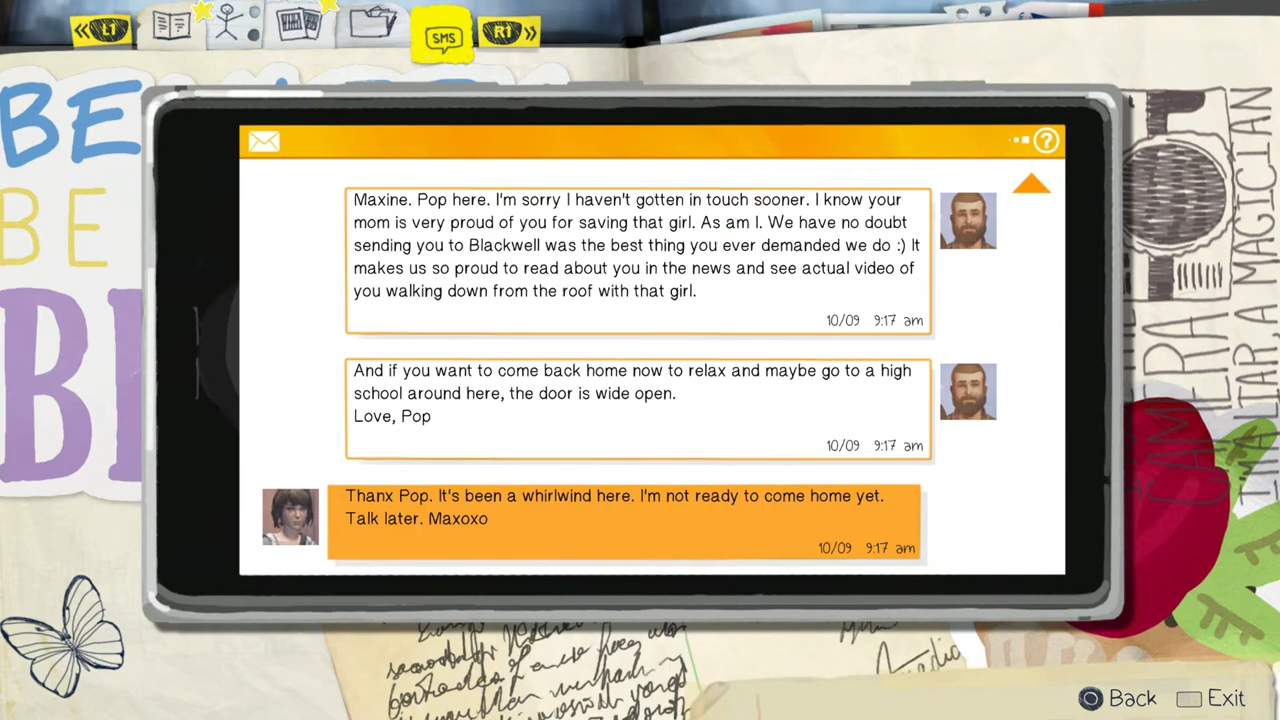 LT
SMS
R1
BE
BE
BE
CAMERA
IMALIAR, A MAGICIAN
Maxine. Pop here. I'm sorry I haven't gotten in touch sooner. I know your
mom is very proud of you for saving that girl. As am I. We have no doubt
sending you to Blackwell was the best thing you ever demanded we do :) It
makes us so proud to read about you in the news and see actual video of
you walking down from the roof with that girl.
10/09 9:17 am
And if you want to come back home now to relax and maybe go to a high
school around here, the door is wide open.
Love, Pop
10/09 9:17 am
Thanx Pop. It's been a whirlwind here. I'm not ready to come home yet.
Talk later. Maxoxo
10/09 9:17 am
Back Exit